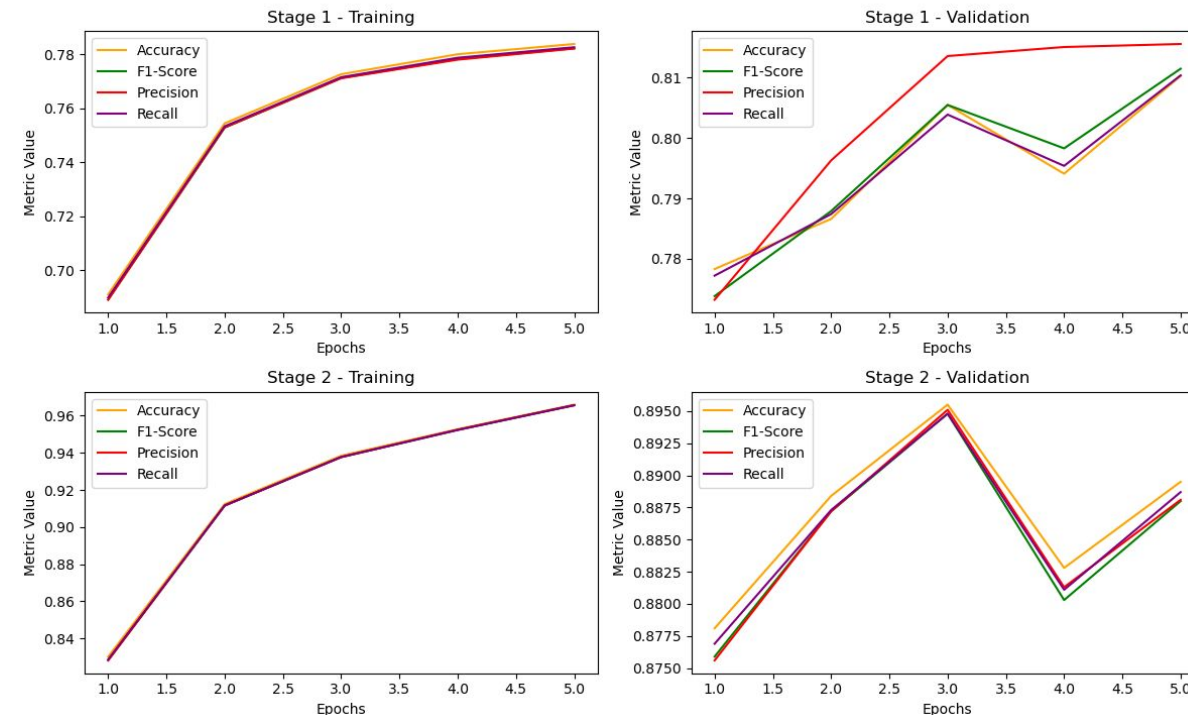 Stage 1 - Training
Metric Value
0.78
0.76
0.74
0.72
0.70
Accuracy
F1-Score
Precision
Recall
1.0 1.5 2.0 2.5 3.0 3.5 4.0 4.5 5.0
Epochs
Stage 1 - Validation
Metric Value
0.81
0.80
0.79
0.78
Accuracy
F1-Score
Precision
Recall
1.0 1.5 2.0 2.5 3.0 3.5 4.0 4.5 5.0
Epochs
Stage 2 - Training
Metric Value
0.96
0.94
0.92
0.90
0.88
0.86
0.84
Accuracy
F1-Score
Precision
Recall
1.0 1.5 2.0 2.5 3.0 3.5 4.0 4.5 5.0
Epochs
Stage 2 - Validation
Metric Value
0.8950
0.8925
0.8900
0.8875
0.8850
0.8825
0.8800
0.8775
0.8750
Accuracy
F1-Score
Precision
Recall
1.0 1.5 2.0 2.5 3.0 3.5 4.0 4.5 5.0
Epochs